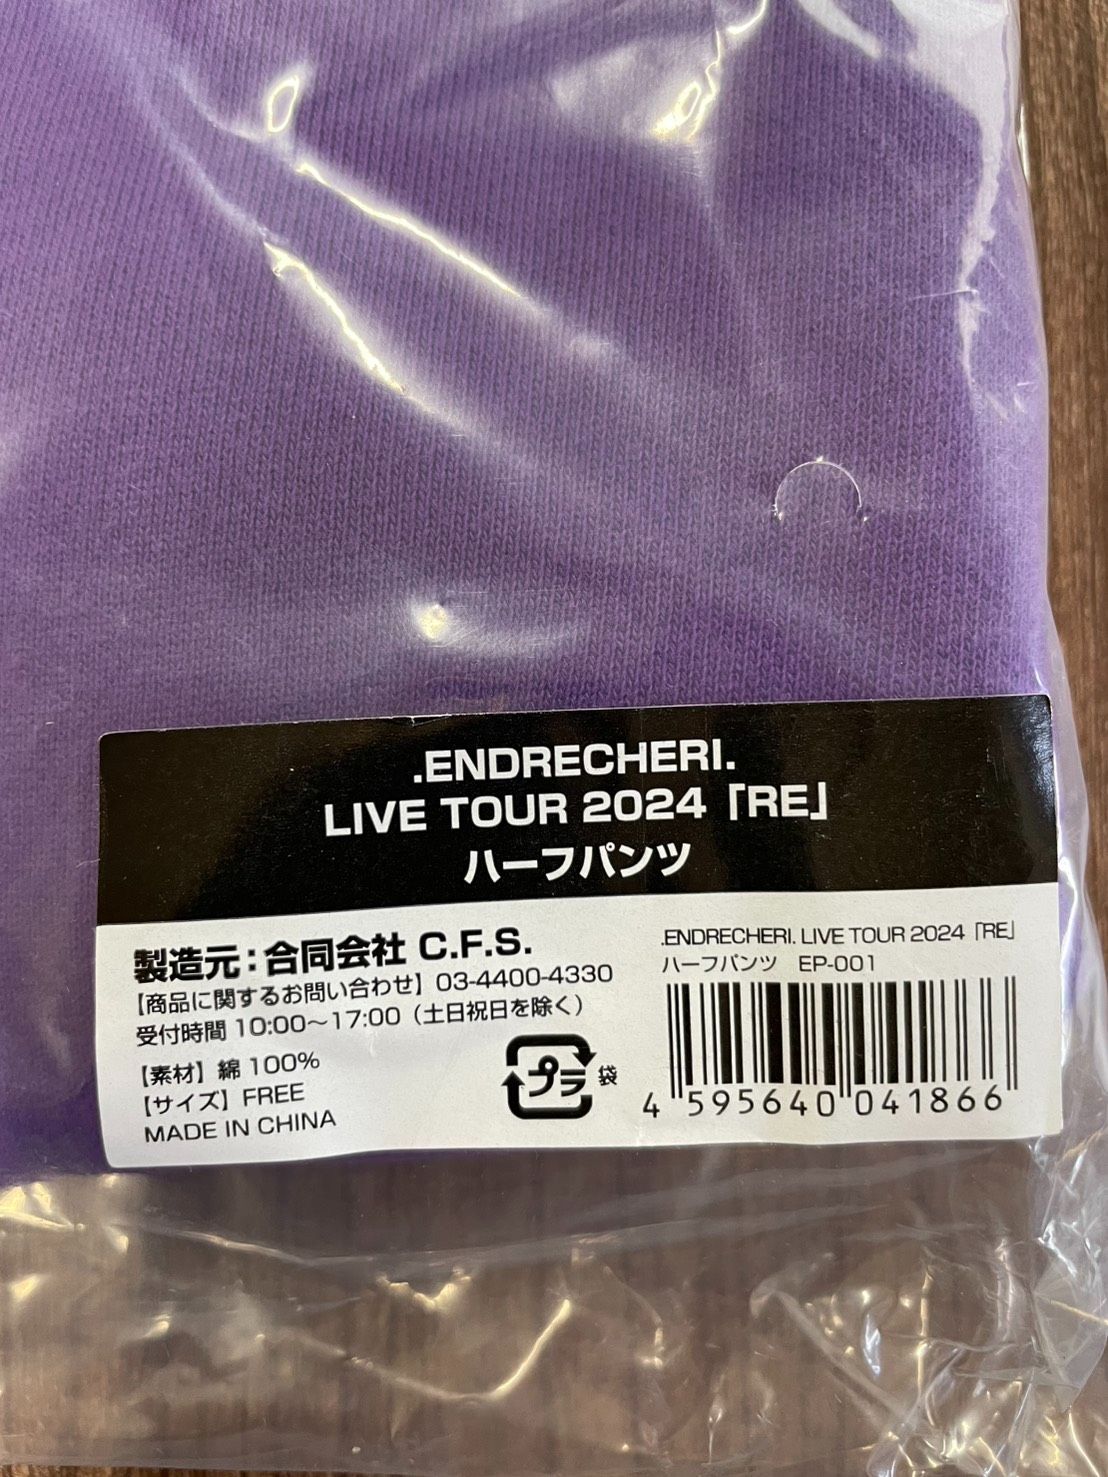 .ENDRECHERI.
LIVE TOUR 2024「RE」
ハーフパンツ
製造元：合同会社 C.F.S.
【商品に関するお問い合わせ】03-4400-4330
受付時間 10:00～17:00（土日祝日を除く）
【素材】綿 100%
【サイズ】FREE
MADE IN CHINA
プラ 袋
.ENDRECHERI. LIVE TOUR 2024「RE」
ハーフパンツ　EP-001
4 595640 041866